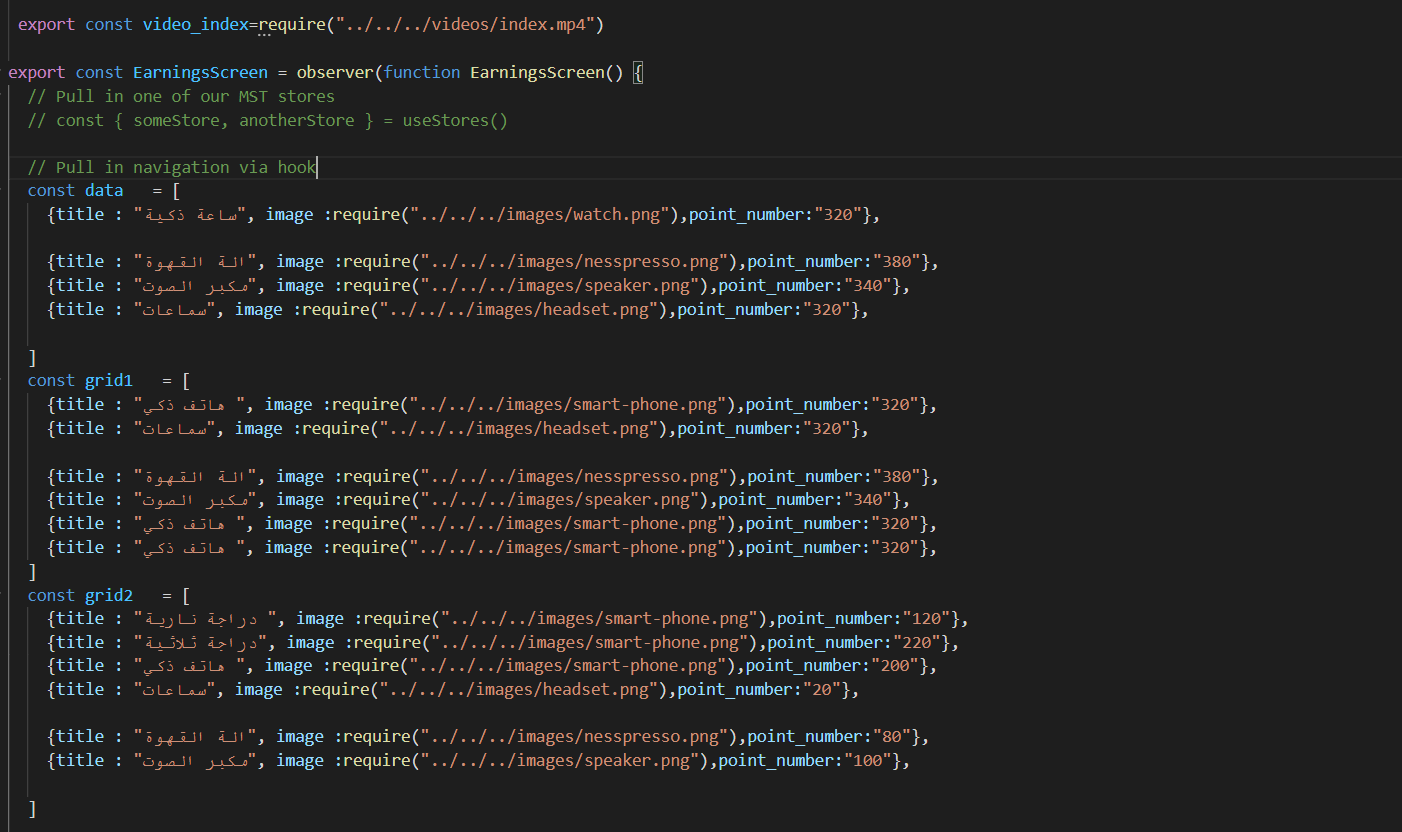 export const video_index=require("../../../videos/index.mp4")
export const EarningsScreen = observer(function EarningsScreen() {
// Pull in one of our MST stores
// const { someStore, anotherStore } = useStores()
// Pull in navigation via hook
const data   = [
{title : "ساعة ذكية", image :require("../../../images/watch.png"),point_number:"320"},
{title : "الة القهوة", image :require("../../../images/nesspresso.png"),point_number:"380"},
{title : "مكبر الصوت", image :require("../../../images/speaker.png"),point_number:"340"},
{title : "سماعات", image :require("../../../images/headset.png"),point_number:"320"},
]
const grid1   = [
{title : "هاتف ذكي ", image :require("../../../images/smart-phone.png"),point_number:"320"},
{title : "سماعات", image :require("../../../images/headset.png"),point_number:"320"},
{title : "الة القهوة", image :require("../../../images/nesspresso.png"),point_number:"380"},
{title : "مكبر الصوت", image :require("../../../images/speaker.png"),point_number:"340"},
{title : "هاتف ذكي ", image :require("../../../images/smart-phone.png"),point_number:"320"},
{title : "هاتف ذكي ", image :require("../../../images/smart-phone.png"),point_number:"320"},
]
const grid2   = [
{title : "دراجة نارية ", image :require("../../../images/smart-phone.png"),point_number:"120"},
{title : "دراجة ثلاثية", image :require("../../../images/smart-phone.png"),point_number:"220"},
{title : "هاتف ذكي ", image :require("../../../images/smart-phone.png"),point_number:"200"},
{title : "سماعات", image :require("../../../images/headset.png"),point_number:"20"},
{title : "الة القهوة", image :require("../../../images/nesspresso.png"),point_number:"80"},
{title : "مكبر الصوت", image :require("../../../images/speaker.png"),point_number:"100"},
]